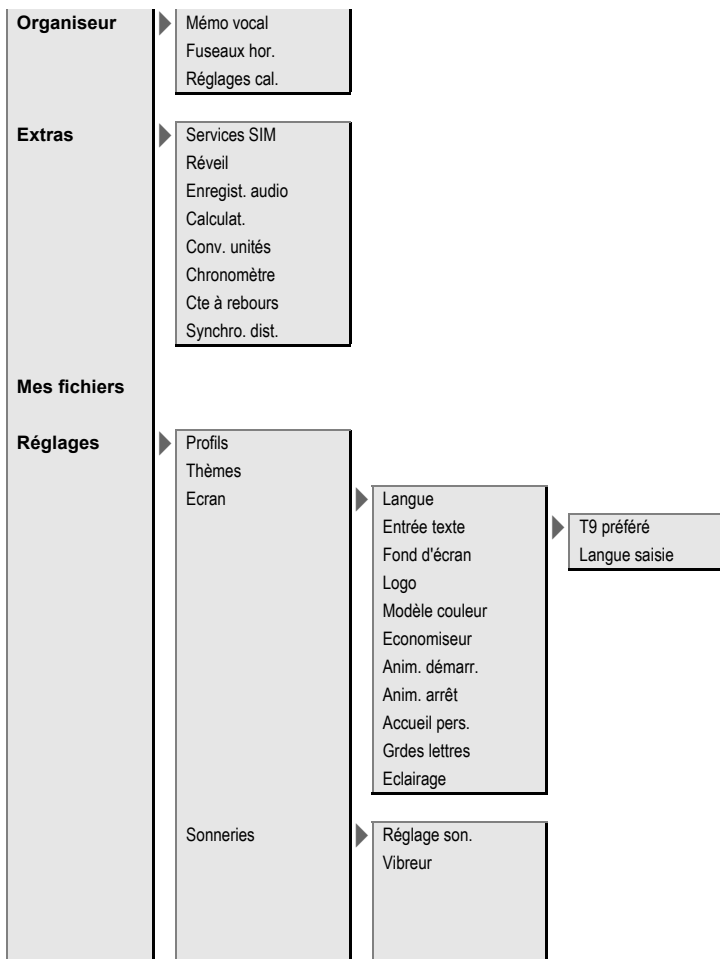 Organiseur
Mémo vocal
Fuseaux hor.
Réglages cal.
Extras
Services SIM
Réveil
Enregist. audio
Calculat.
Conv. unités
Chronomètre
Cte à rebours
Synchro. dist.
Mes fichiers
Réglages
Profils
Thèmes
Ecran
Langue
Entrée texte
T9 préféré
Langue saisie
Fond d'écran
Logo
Modèle couleur
Economiseur
Anim. démarr.
Anim. arrêt
Accueil pers.
Grdes lettres
Eclairage
Sonneries
Réglage son.
Vibreur